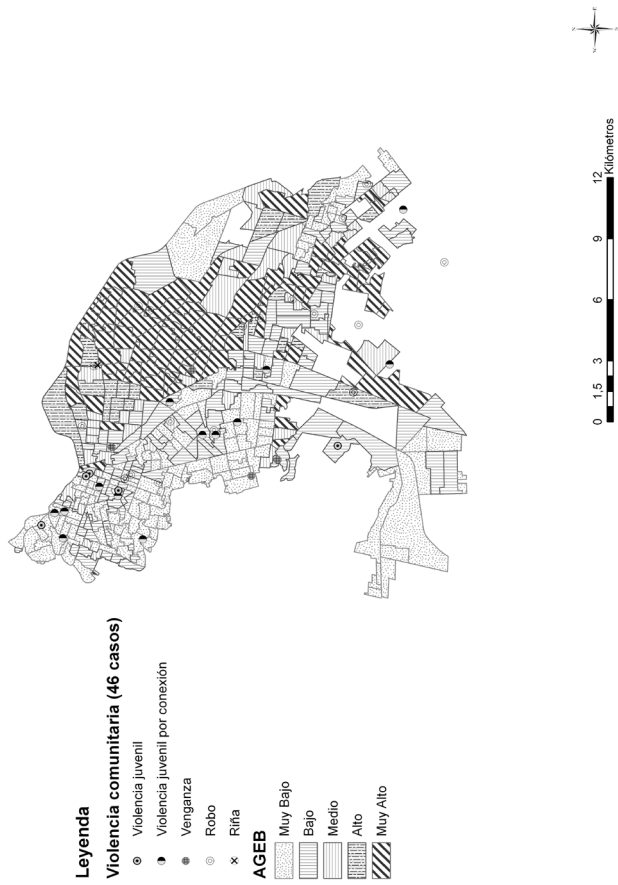 Leyenda
Violencia comunitaria (46 casos)
Violencia juvenil
Violencia juvenil por conexión
Venganza
Robo
Riña
AGEB
Muy Bajo
Bajo
Medio
Alto
Muy Alto
0 1,5 3 6 9 12
Kilómetros